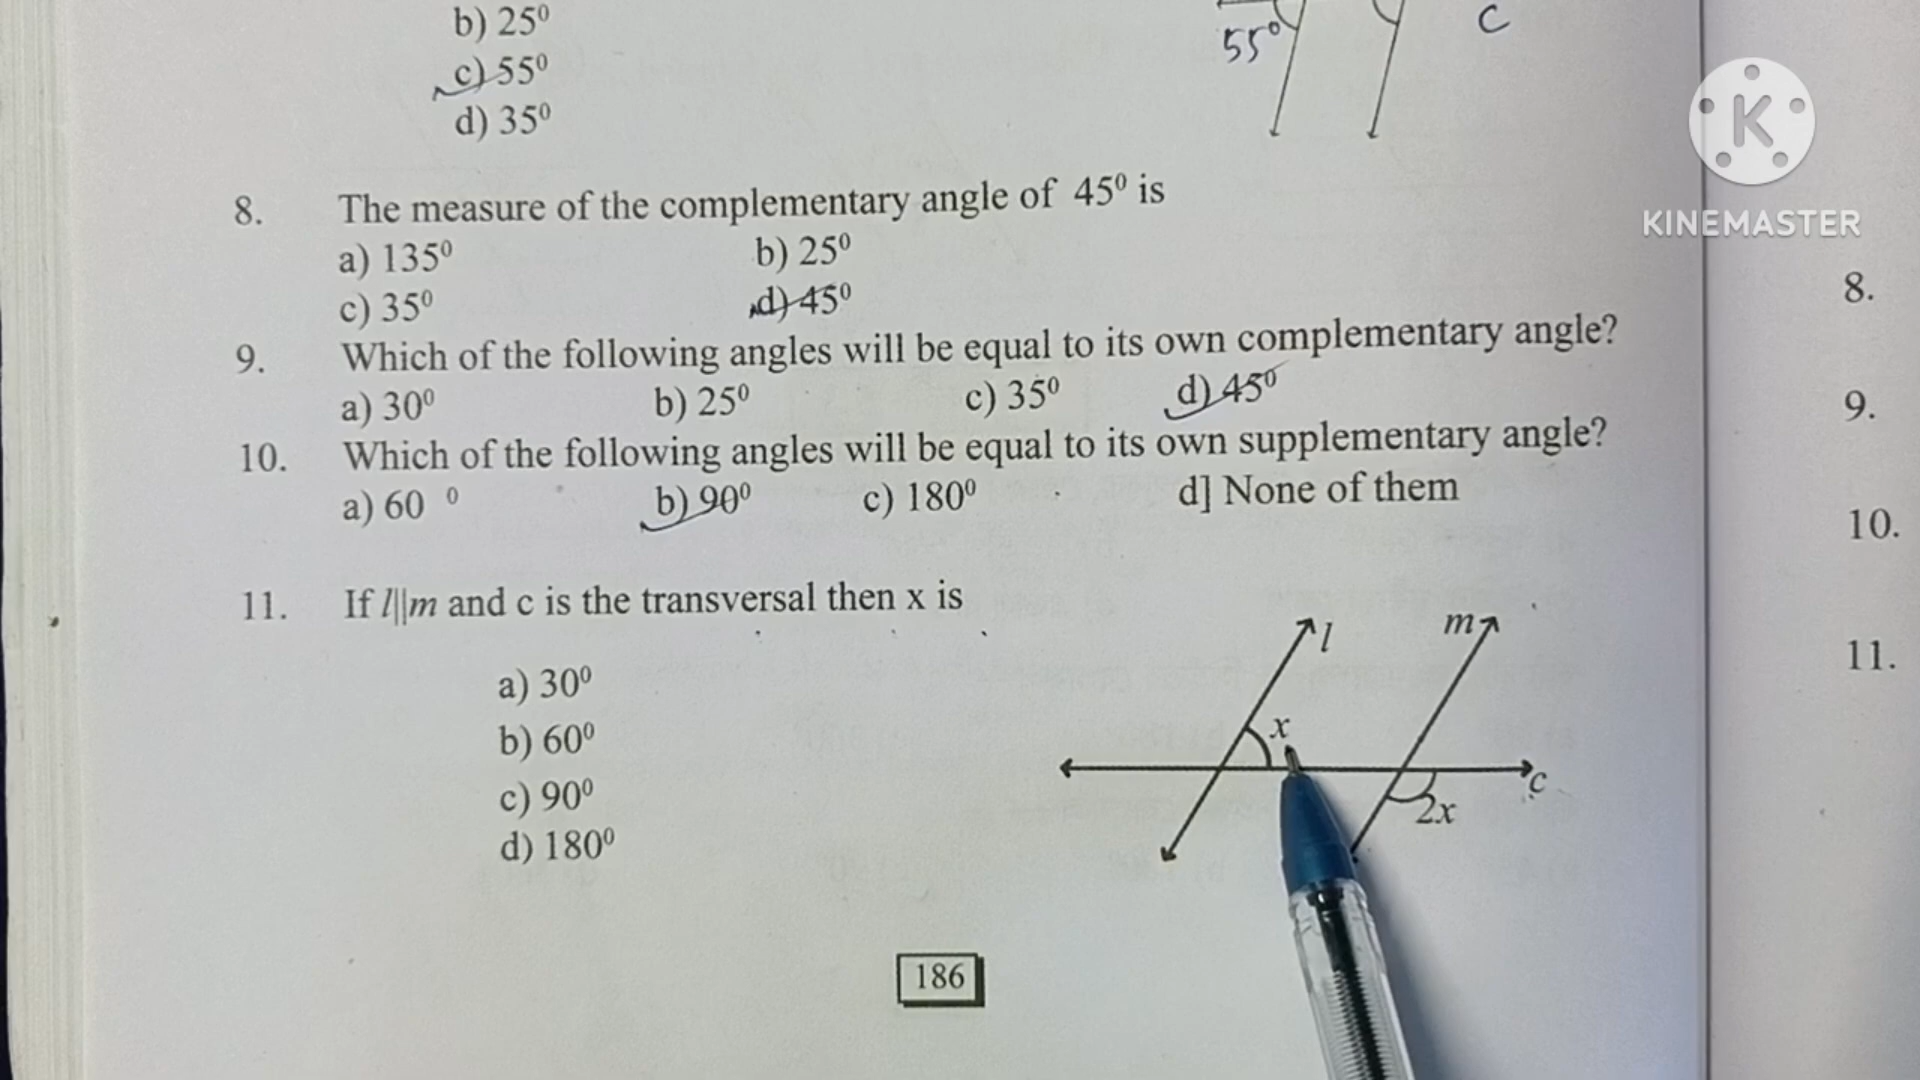 b) 25⁰
c) 55⁰
d) 35⁰
55⁰
c
K
KINEMASTER
8. The measure of the complementary angle of 45⁰ is
a) 135⁰ b) 25⁰
c) 35⁰ d) 45⁰
9. Which of the following angles will be equal to its own complementary angle?
a) 30⁰ b) 25⁰ c) 35⁰ d) 45⁰
10. Which of the following angles will be equal to its own supplementary angle?
a) 60 ⁰ b) 90⁰ c) 180⁰ d] None of them
11. If l||m and c is the transversal then x is
a) 30⁰
b) 60⁰
c) 90⁰
d) 180⁰
l
m
x
c
2x
186
8.
9.
10.
11.